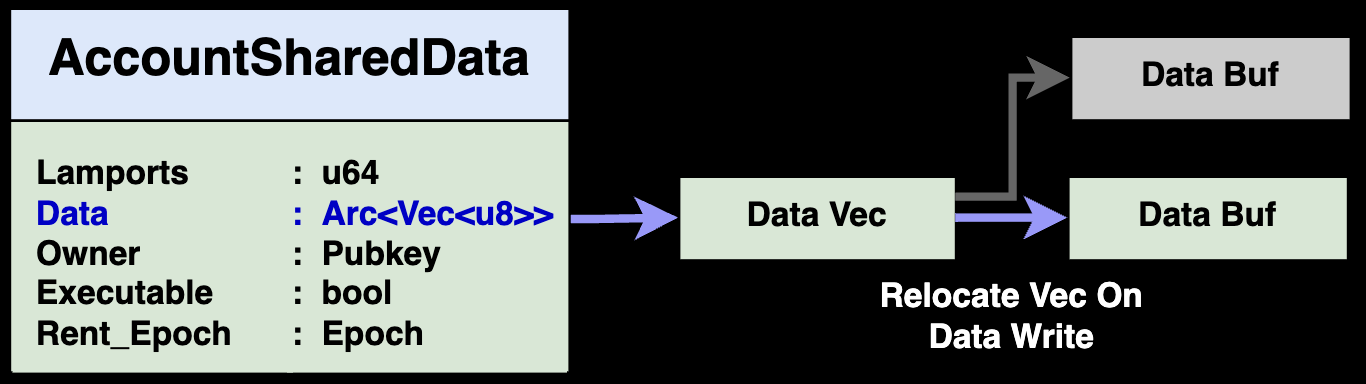 AccountSharedData
Lamports : u64
Data : Arc<Vec<u8>>
Owner : Pubkey
Executable : bool
Rent_Epoch : Epoch
Data Vec
Data Buf
Data Buf
Relocate Vec On
Data Write